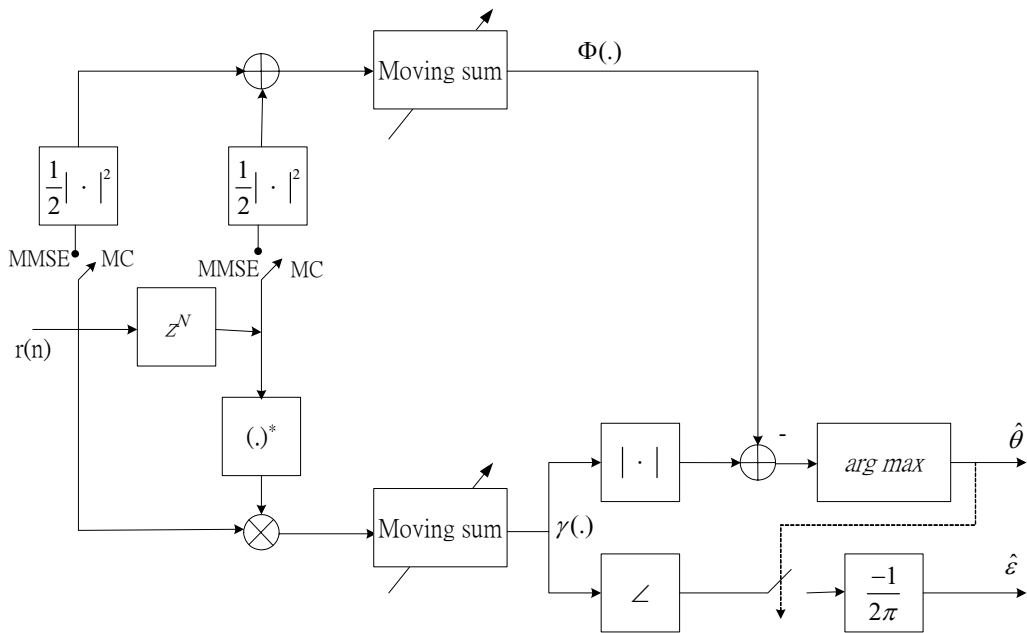 Moving sum
Φ(.)
1/2 | · |²
1/2 | · |²
MMSE
MC
MMSE
MC
z^N
r(n)
(.)*
| · |
-
arg max
θ̂
Moving sum
γ(.)
∠
-1/2π
ε̂